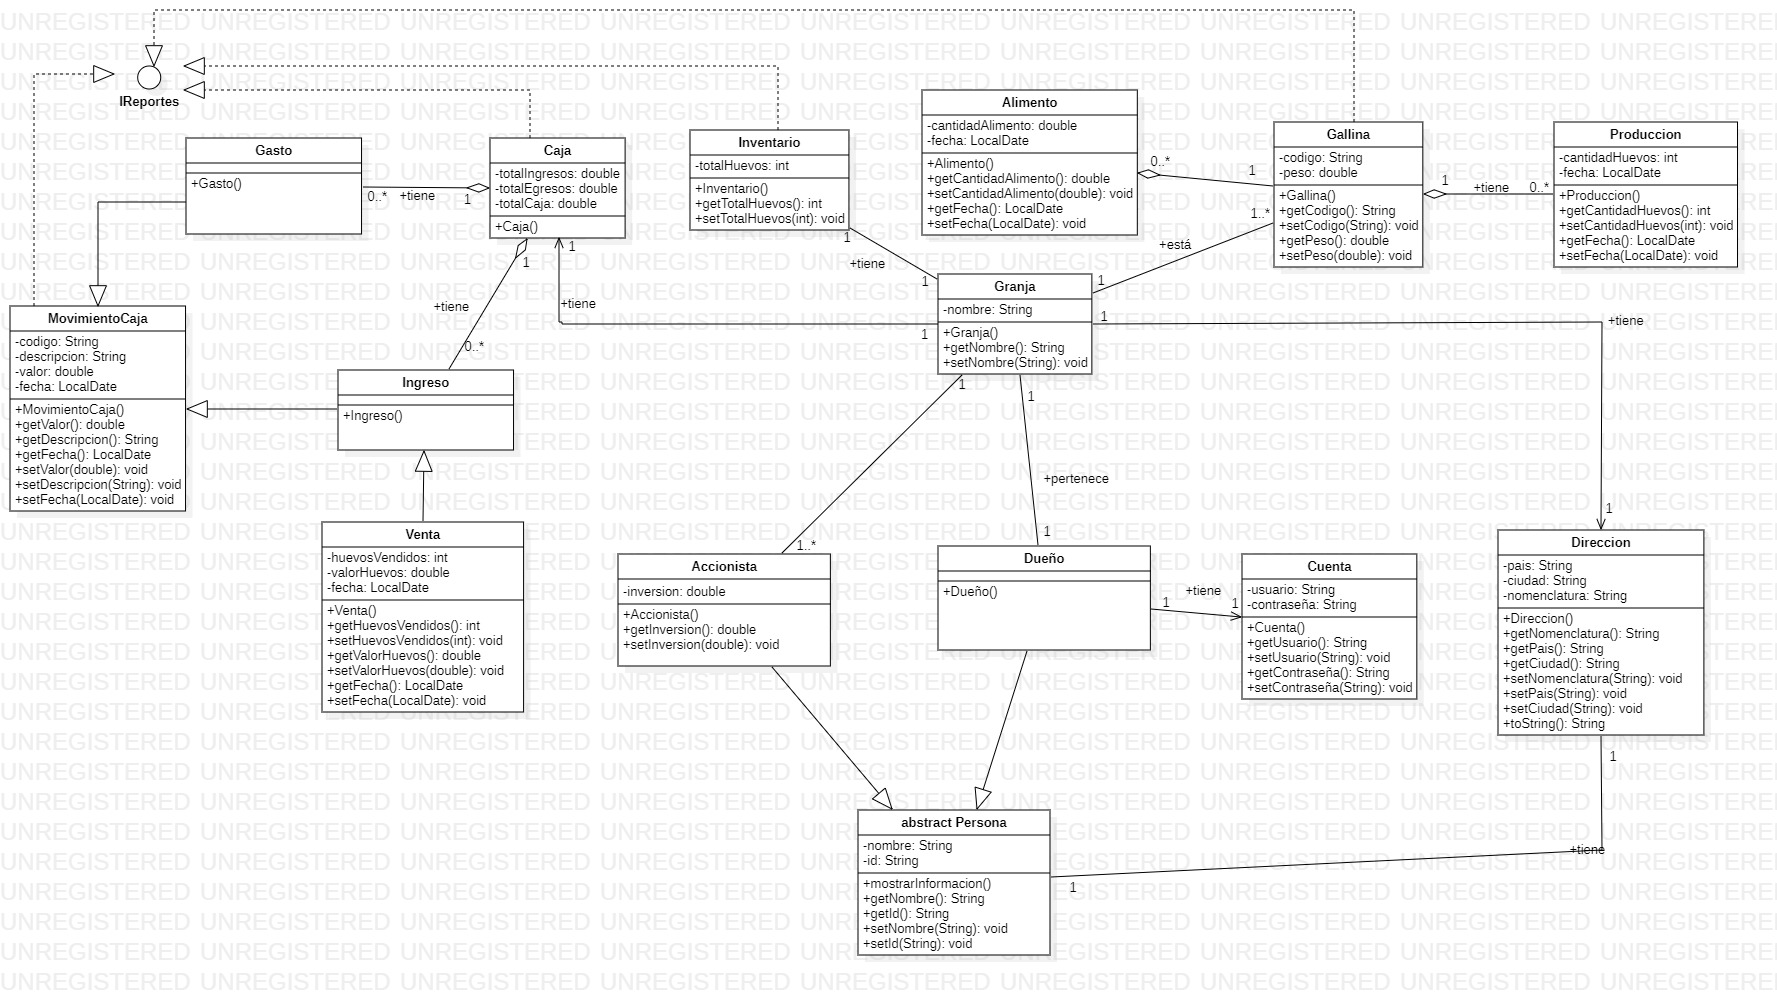 IReportes
Gasto
+Gasto()
0..*
+tiene
1
Caja
-totalIngresos: double
-totalEgresos: double
-totalCaja: double
+Caja()
1
1
+tiene
0..*
+tiene
Inventario
-totalHuevos: int
+Inventario()
+getTotalHuevos(): int
+setTotalHuevos(int): void
1
+tiene
1
Alimento
-cantidadAlimento: double
-fecha: LocalDate
+Alimento()
+getCantidadAlimento(): double
+setCantidadAlimento(double): void
+getFecha(): LocalDate
+setFecha(LocalDate): void
0..*
1
Gallina
-codigo: String
-peso: double
+Gallina()
+getCodigo(): String
+setCodigo(String): void
+getPeso(): double
+setPeso(double): void
1
+tiene
0..*
Produccion
-cantidadHuevos: int
-fecha: LocalDate
+Produccion()
+getCantidadHuevos(): int
+setCantidadHuevos(int): void
+getFecha(): LocalDate
+setFecha(LocalDate): void
1..*
+está
1
Granja
-nombre: String
+Granja()
+getNombre(): String
+setNombre(String): void
1
1
+tiene
1
MovimientoCaja
-codigo: String
-descripcion: String
-valor: double
-fecha: LocalDate
+MovimientoCaja()
+getValor(): double
+getDescripcion(): String
+getFecha(): LocalDate
+setValor(double): void
+setDescripcion(String): void
+setFecha(LocalDate): void
Ingreso
+Ingreso()
Venta
-huevosVendidos: int
-valorHuevos: double
-fecha: LocalDate
+Venta()
+getHuevosVendidos(): int
+setHuevosVendidos(int): void
+getValorHuevos(): double
+setValorHuevos(double): void
+getFecha(): LocalDate
+setFecha(LocalDate): void
1
1..*
1
+pertenece
1
Accionista
-inversion: double
+Accionista()
+getInversion(): double
+setInversion(double): void
Dueño
+Dueño()
1
+tiene
1
Cuenta
-usuario: String
-contraseña: String
+Cuenta()
+getUsuario(): String
+setUsuario(String): void
+getContraseña(): String
+setContraseña(String): void
Direccion
-pais: String
-ciudad: String
-nomenclatura: String
+Direccion()
+getNomenclatura(): String
+getPais(): String
+getCiudad(): String
+setNomenclatura(String): void
+setPais(String): void
+setCiudad(String): void
+toString(): String
1
+tiene
1
abstract Persona
-nombre: String
-id: String
+mostrarInformacion()
+getNombre(): String
+getId(): String
+setNombre(String): void
+setId(String): void
UNREGISTERED